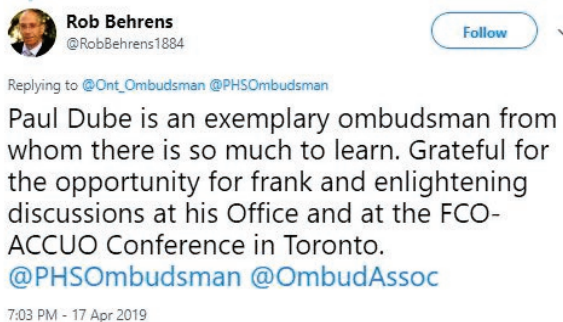 Rob Behrens
@RobBehrens1884
Follow
Replying to @Ont_Ombudsman @PHSOmbudsman
Paul Dube is an exemplary ombudsman from
whom there is so much to learn. Grateful for
the opportunity for frank and enlightening
discussions at his Office and at the FCO-
ACCUO Conference in Toronto.
@PHSOmbudsman @OmbudAssoc
7:03 PM - 17 Apr 2019